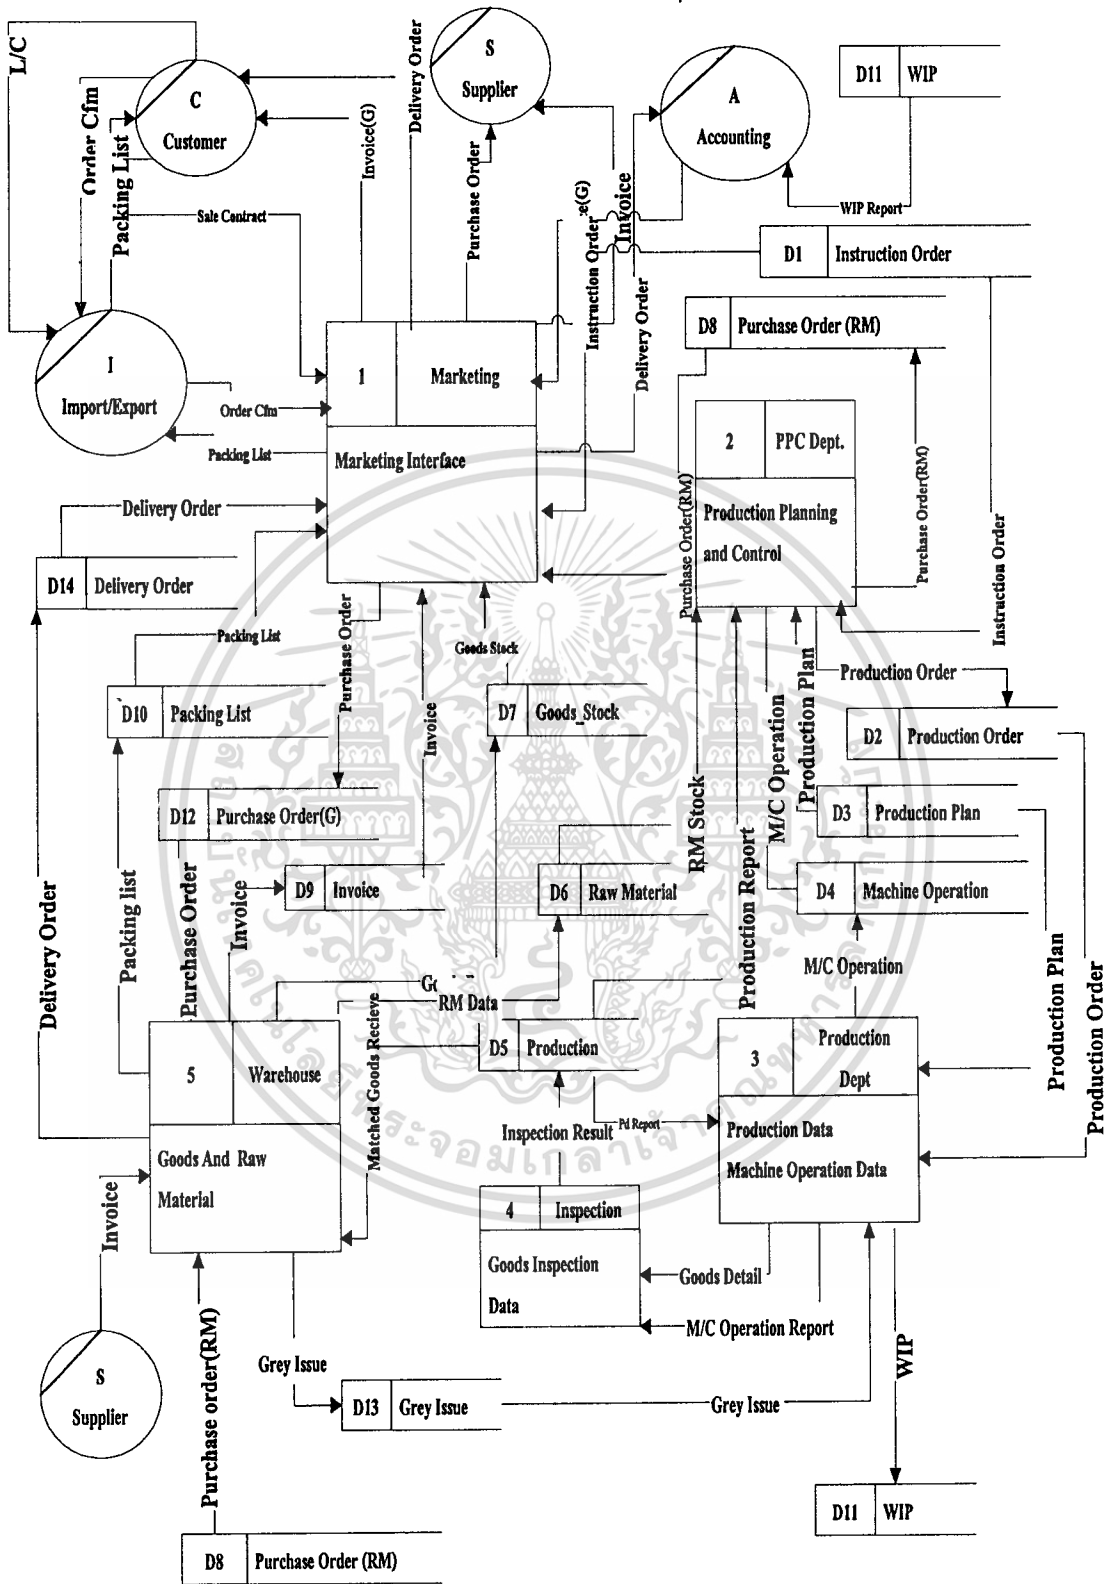 L/C
Order Cfm
Packing List
C
Customer
Sale Contract
Invoice(G)
Delivery Order
S
Supplier
Purchase Order
Instruction Order
Invoice
Delivery Order
A
Accounting
D11 WIP
WIP Report
D1 Instruction Order
D8 Purchase Order (RM)
I
Import/Export
Order Cfm
Packing List
1 Marketing
Marketing Interface
2 PPC Dept.
Production Planning
and Control
Purchase Order(RM)
Purchase Order(RM)
Instruction Order
Delivery Order
D14 Delivery Order
Packing List
Purchase Order
Invoice
Goods Stock
D10 Packing List
D7 Goods_Stock
Production Order
D2 Production Order
D12 Purchase Order(G)
D3 Production Plan
D9 Invoice
D6 Raw Material
D4 Machine Operation
RM Stock
Production Report
M/C Operation
Production Plan
Delivery Order
Packing list
Purchase Order
Invoice
M/C Operation
Production Plan
Production Order
RM Data
D5 Production
5 Warehouse
Goods And Raw
Material
Matched Goods Recieve
Inspection Result
Pd Report
3 Production
Dept
Production Data
Machine Operation Data
4 Inspection
Goods Inspection
Data
Goods Detail
M/C Operation Report
Invoice
S
Supplier
Purchase order(RM)
Grey Issue
D13 Grey Issue
Grey Issue
WIP
D11 WIP
D8 Purchase Order (RM)